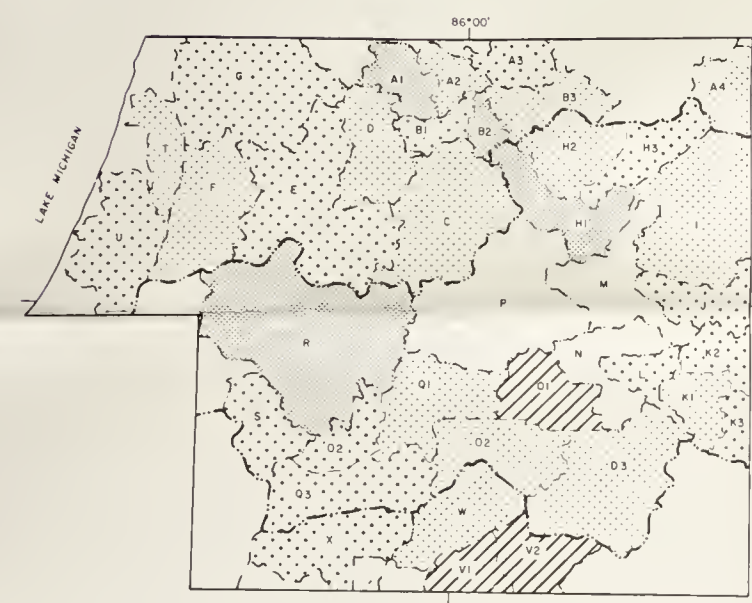 86°00'
LAKE MICHIGAN
G
A1
A2
A3
A4
B3
B1
B2
D
T
F
E
H2
H3
H1
U
C
I
M
P
J
R
N
K2
L
O1
Q1
K1
S
K3
O2
O2
D3
Q3
W
X
V2
V1